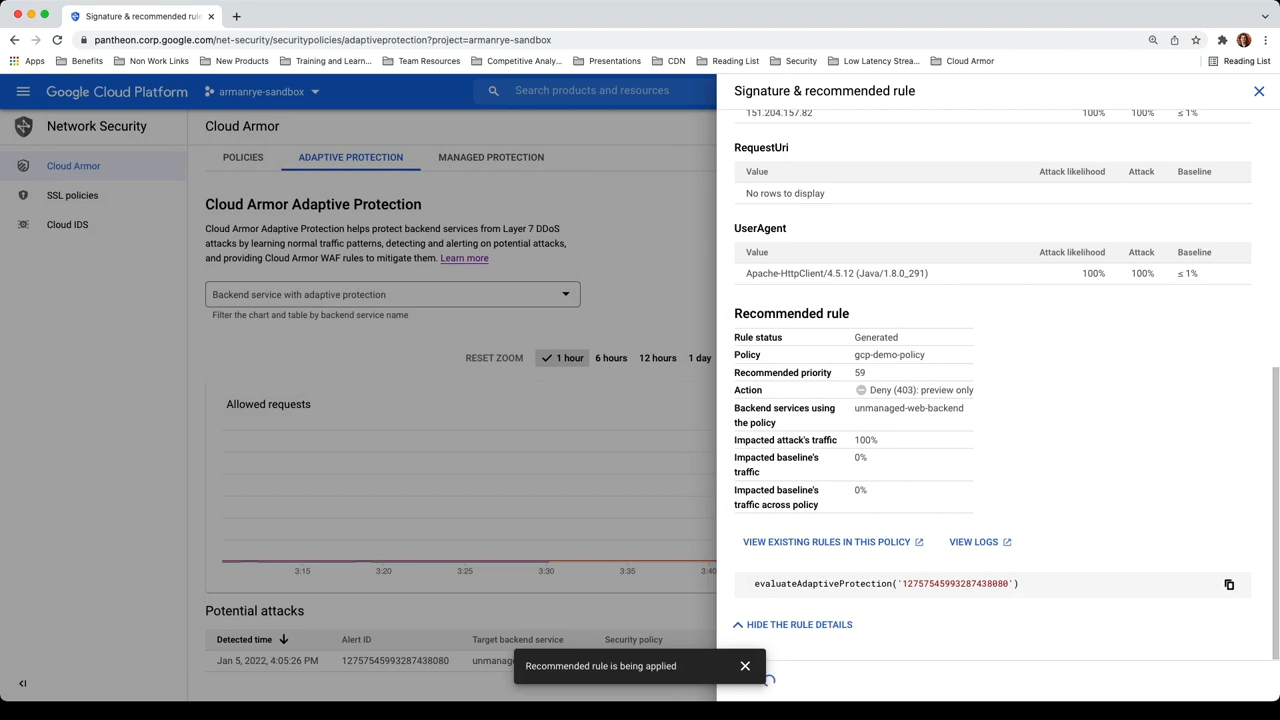 Signature & recommended rule
pantheon.corp.google.com/net-security/securitypolicies/adaptiveprotection?project=armanrye-sandbox
Apps Benefits Non Work Links New Products Training and Learn... Team Resources Competitive Analy... Presentations CDN Reading List Security Low Latency Strea... Cloud Armor Reading List
Google Cloud Platform armanrye-sandbox Search products and resources
Network Security
Cloud Armor
SSL policies
Cloud IDS
Cloud Armor
POLICIES ADAPTIVE PROTECTION MANAGED PROTECTION
Cloud Armor Adaptive Protection
Cloud Armor Adaptive Protection helps protect backend services from Layer 7 DDoS
attacks by learning normal traffic patterns, detecting and alerting on potential attacks,
and providing Cloud Armor WAF rules to mitigate them. Learn more
Backend service with adaptive protection
Filter the chart and table by backend service name
RESET ZOOM 1 hour 6 hours 12 hours 1 day
Allowed requests
3:15 3:20 3:25 3:30 3:35 3:40
Potential attacks
Detected time Alert ID Target backend service Security policy
Jan 5, 2022, 4:05:26 PM 12757545993287438080
Recommended rule is being applied
Signature & recommended rule
151.204.157.82 100% 100% ≤ 1%
RequestUri
Value Attack likelihood Attack Baseline
No rows to display
UserAgent
Value Attack likelihood Attack Baseline
Apache-HttpClient/4.5.12 (Java/1.8.0_291) 100% 100% ≤ 1%
Recommended rule
Rule status Generated
Policy gcp-demo-policy
Recommended priority 59
Action Deny (403): preview only
Backend services using unmanaged-web-backend
the policy
Impacted attack's traffic 100%
Impacted baseline's 0%
traffic
Impacted baseline's 0%
traffic across policy
VIEW EXISTING RULES IN THIS POLICY VIEW LOGS
evaluateAdaptiveProtection('12757545993287438080')
HIDE THE RULE DETAILS